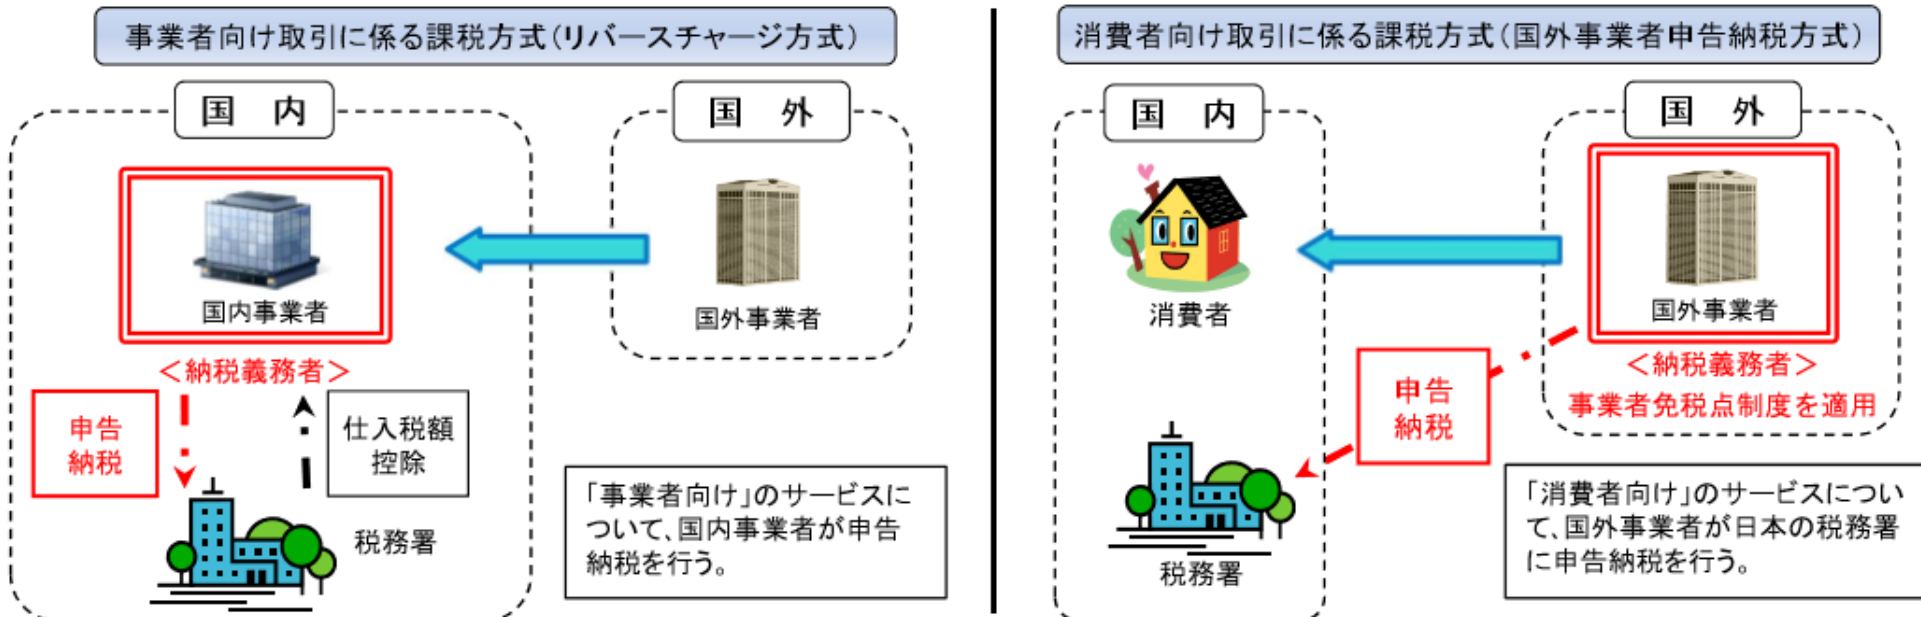 事業者向け取引に係る課税方式(リバースチャージ方式)
国 内
国 外
国内事業者
国外事業者
<納税義務者>
申告
納税
仕入税額
控除
税務署
「事業者向け」のサービスに
ついて、国内事業者が申告
納税を行う。
消費者向け取引に係る課税方式(国外事業者申告納税方式)
国 内
国 外
消費者
国外事業者
<納税義務者>
事業者免税点制度を適用
申告
納税
税務署
「消費者向け」のサービスについ
て、国外事業者が日本の税務署
に申告納税を行う。